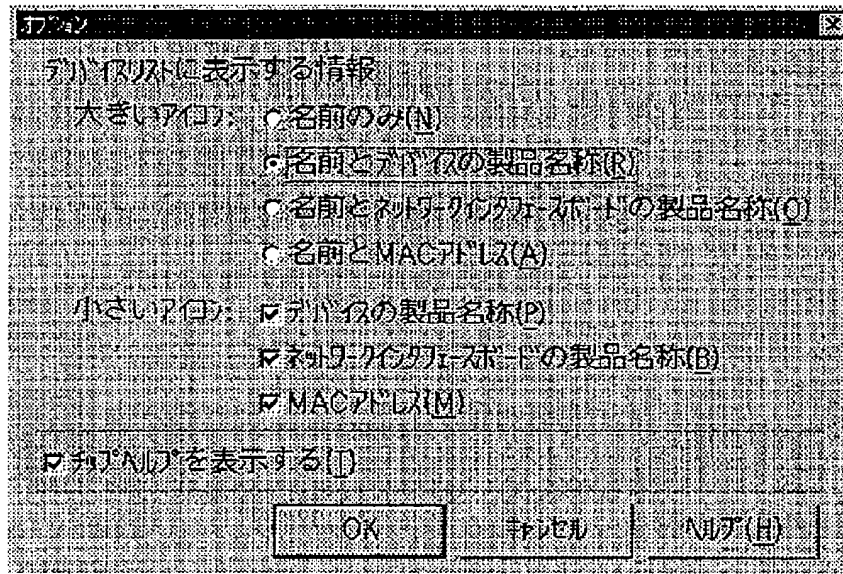 ｵﾌﾟｼｮﾝ
ﾃﾞﾊﾞｲｽﾘｽﾄに表示する情報
大きいｱｲｺﾝ: 名前のみ(N)
名前とﾃﾞﾊﾞｲｽの製品名称(R)
名前とﾈｯﾄﾜｰｸｲﾝﾀﾌｪｰｽﾎﾞｰﾄﾞの製品名称(O)
名前とMACｱﾄﾞﾚｽ(A)
小さいｱｲｺﾝ: ﾃﾞﾊﾞｲｽの製品名称(P)
ﾈｯﾄﾜｰｸｲﾝﾀﾌｪｰｽﾎﾞｰﾄﾞの製品名称(B)
MACｱﾄﾞﾚｽ(M)
ﾁｯﾌﾟﾍﾙﾌﾟを表示する(T)
OK ｷｬﾝｾﾙ ﾍﾙﾌﾟ(H)